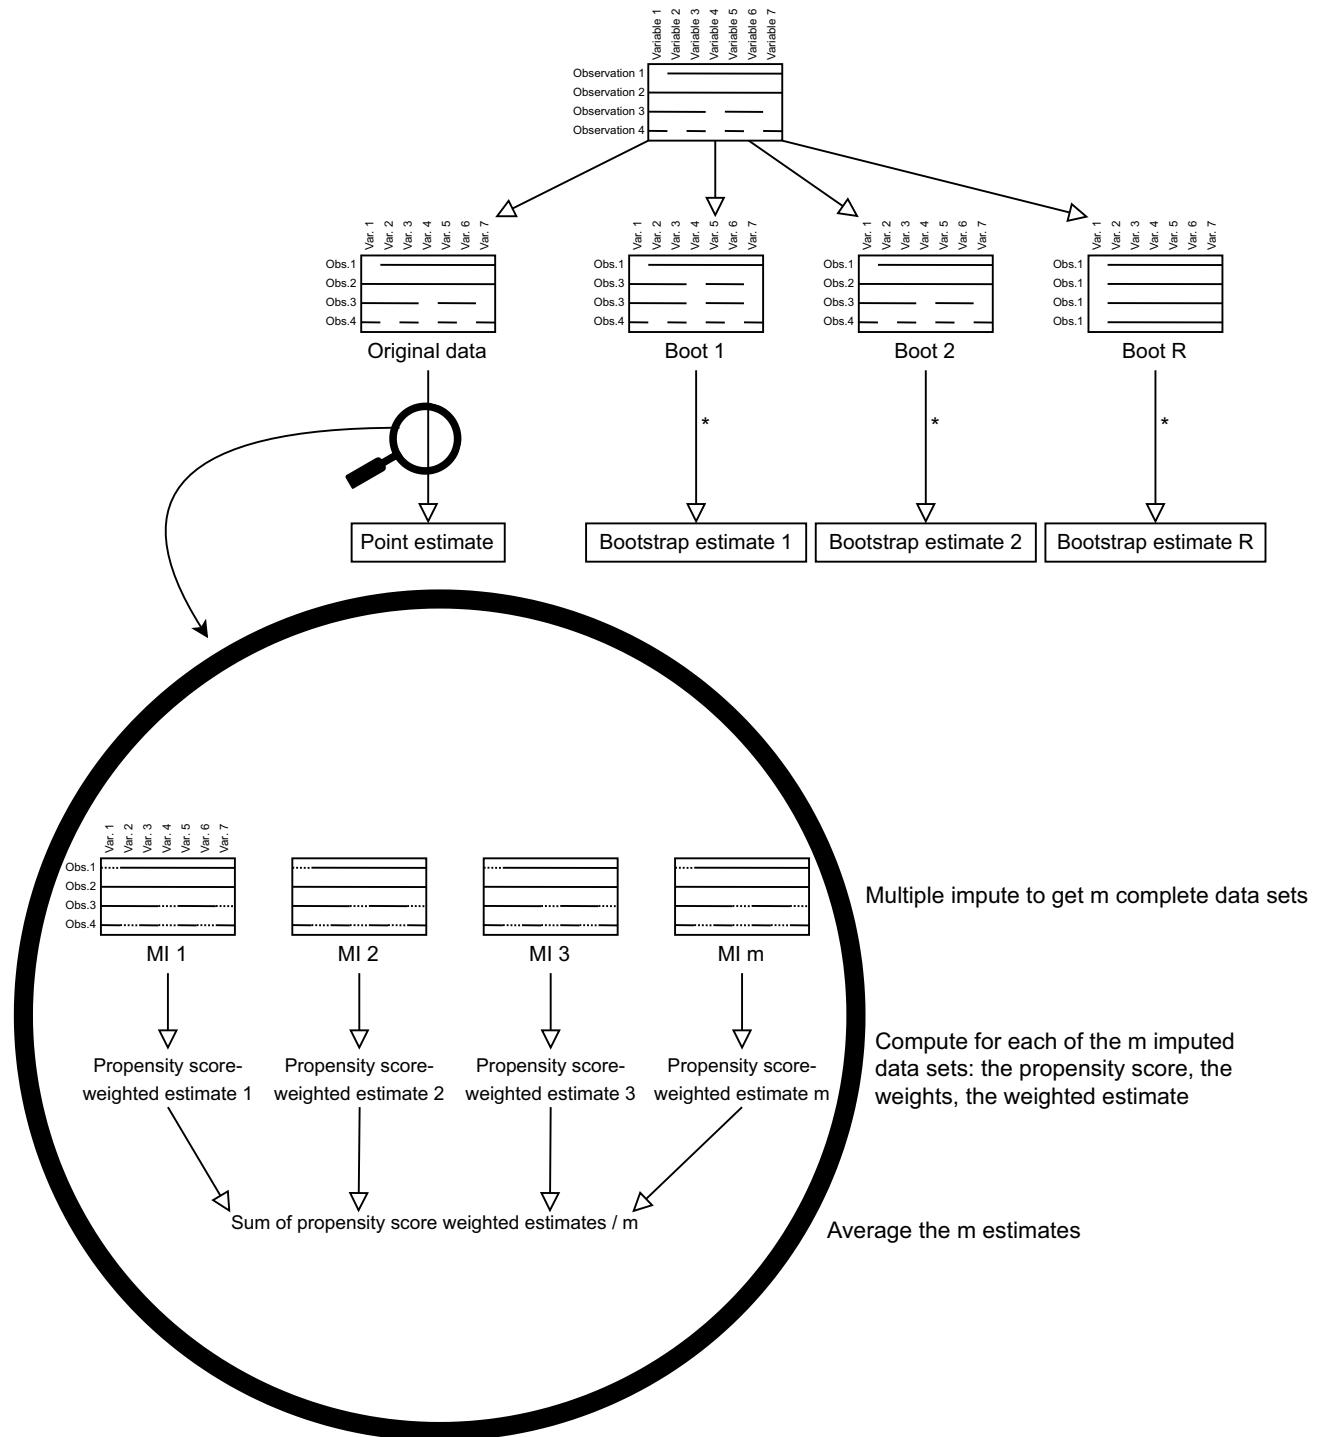 Variable 1
Variable 2
Variable 3
Variable 4
Variable 5
Variable 6
Variable 7
Observation 1
Observation 2
Observation 3
Observation 4
Var. 1
Var. 2
Var. 3
Var. 4
Var. 5
Var. 6
Var. 7
Obs.1
Obs.2
Obs.3
Obs.4
Original data
Var. 1
Var. 2
Var. 3
Var. 4
Var. 5
Var. 6
Var. 7
Obs.1
Obs.3
Obs.3
Obs.4
Boot 1
Var. 1
Var. 2
Var. 3
Var. 4
Var. 5
Var. 6
Var. 7
Obs.1
Obs.2
Obs.3
Obs.4
Boot 2
Var. 1
Var. 2
Var. 3
Var. 4
Var. 5
Var. 6
Var. 7
Obs.1
Obs.1
Obs.1
Obs.1
Boot R
*
*
*
Point estimate
Bootstrap estimate 1
Bootstrap estimate 2
Bootstrap estimate R
Var. 1
Var. 2
Var. 3
Var. 4
Var. 5
Var. 6
Var. 7
Obs.1
Obs.2
Obs.3
Obs.4
MI 1
MI 2
MI 3
MI m
Multiple impute to get m complete data sets
Propensity score-
weighted estimate 1
Propensity score-
weighted estimate 2
Propensity score-
weighted estimate 3
Propensity score-
weighted estimate m
Compute for each of the m imputed
data sets: the propensity score, the
weights, the weighted estimate
Sum of propensity score weighted estimates / m
Average the m estimates